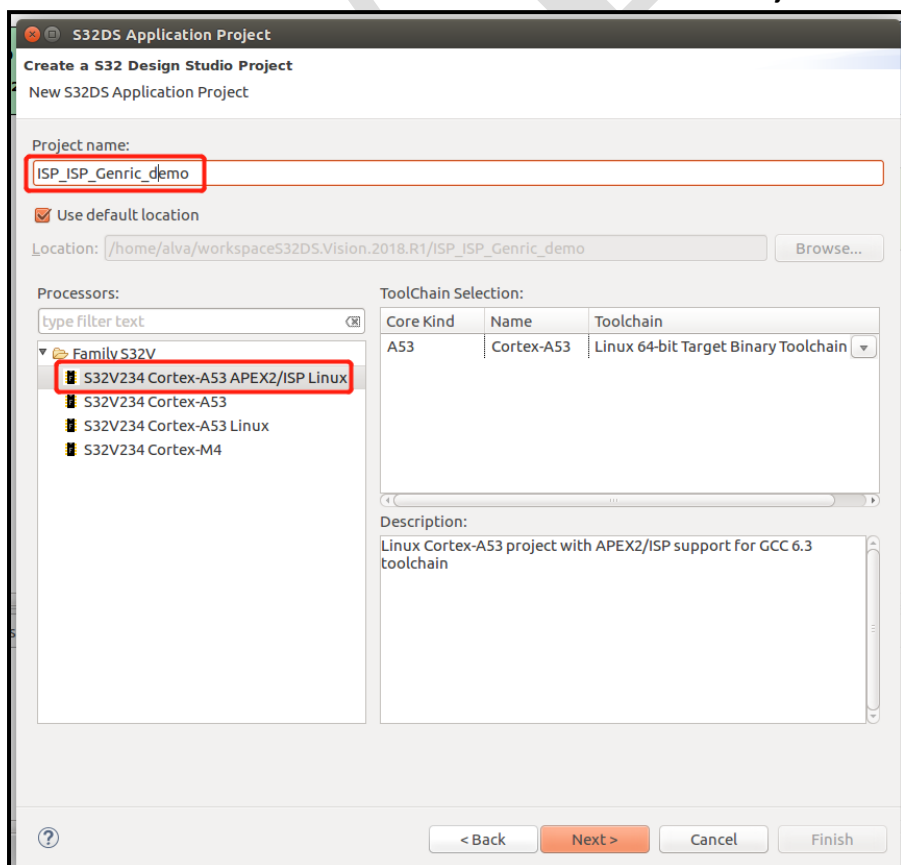 S32DS Application Project
Create a S32 Design Studio Project
New S32DS Application Project
Project name:
ISP_ISP_Genric_demo
Use default location
Location: /home/alva/workspaceS32DS.Vision.2018.R1/ISP_ISP_Genric_demo Browse...
Processors:
type filter text
Family S32V
S32V234 Cortex-A53 APEX2/ISP Linux
S32V234 Cortex-A53
S32V234 Cortex-A53 Linux
S32V234 Cortex-M4
ToolChain Selection:
Core Kind Name Toolchain
A53 Cortex-A53 Linux 64-bit Target Binary Toolchain
Description:
Linux Cortex-A53 project with APEX2/ISP support for GCC 6.3
toolchain
? < Back Next > Cancel Finish